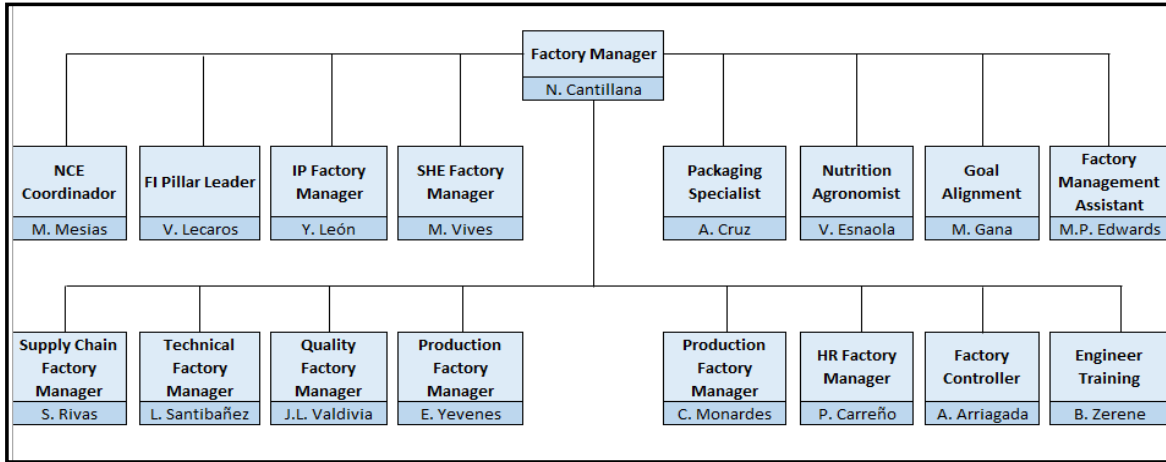 Factory Manager
N. Cantillana
NCE
Coordinador
M. Mesias
FI Pillar Leader
V. Lecaros
IP Factory
Manager
Y. León
SHE Factory
Manager
M. Vives
Packaging
Specialist
A. Cruz
Nutrition
Agronomist
V. Esnaola
Goal
Alignment
M. Gana
Factory
Management
Assistant
M.P. Edwards
Supply Chain
Factory
Manager
S. Rivas
Technical
Factory
Manager
L. Santibañez
Quality
Factory
Manager
J.L. Valdivia
Production
Factory
Manager
E. Yevenes
Production
Factory
Manager
C. Monardes
HR Factory
Manager
P. Carreño
Factory
Controller
A. Arriagada
Engineer
Training
B. Zerene